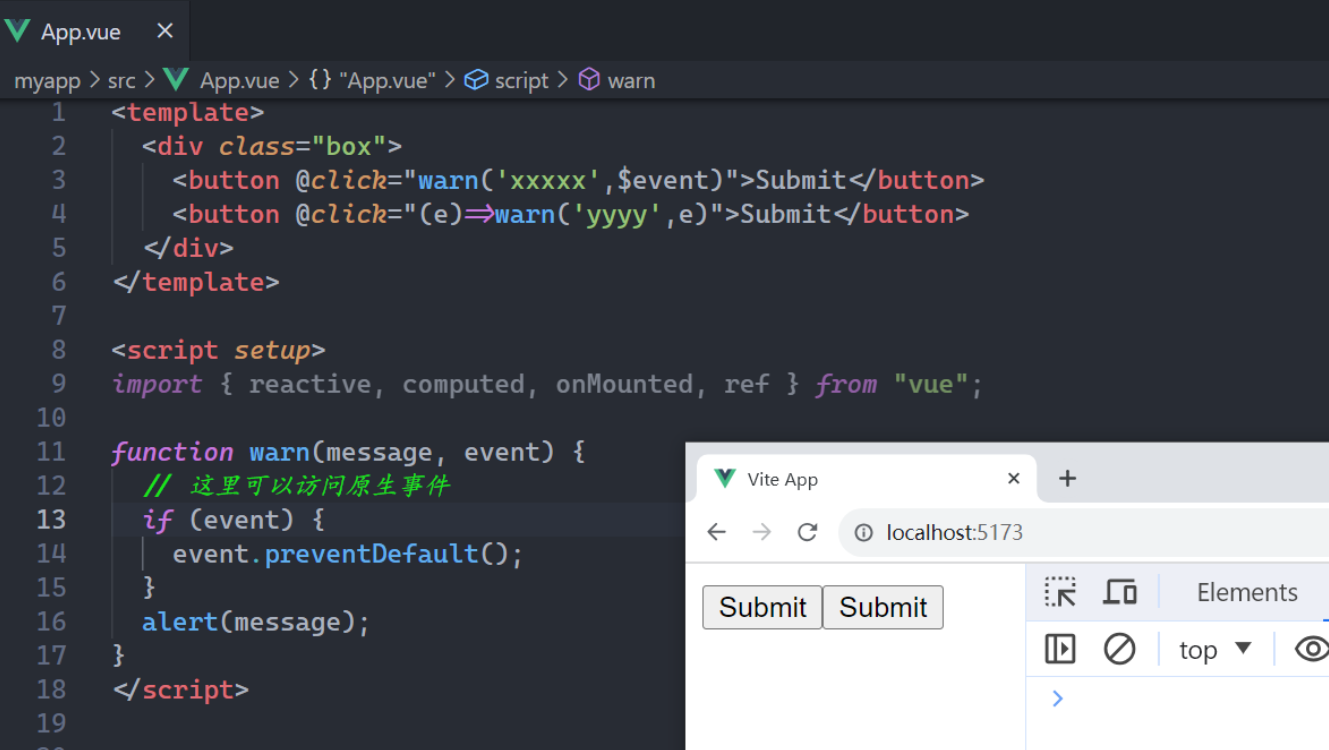 App.vue
myapp > src > App.vue > {} "App.vue" > script > warn
1 <template>
2 <div class="box">
3 <button @click="warn('xxxxx',$event)">Submit</button>
4 <button @click="(e)=>warn('yyyy',e)">Submit</button>
5 </div>
6 </template>
7
8 <script setup>
9 import { reactive, computed, onMounted, ref } from "vue";
10
11 function warn(message, event) {
12 // 这里可以访问原生事件
13 if (event) {
14 event.preventDefault();
15 }
16 alert(message);
17 }
18 </script>
19
Vite App
localhost:5173
Submit Submit
Elements
top